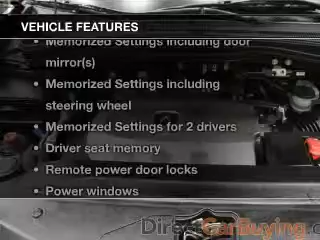 VEHICLE FEATURES
• Memorized Settings including door
mirror(s)
• Memorized Settings including
steering wheel
• Memorized Settings for 2 drivers
• Driver seat memory
• Remote power door locks
• Power windows
DirectCarBuying.c